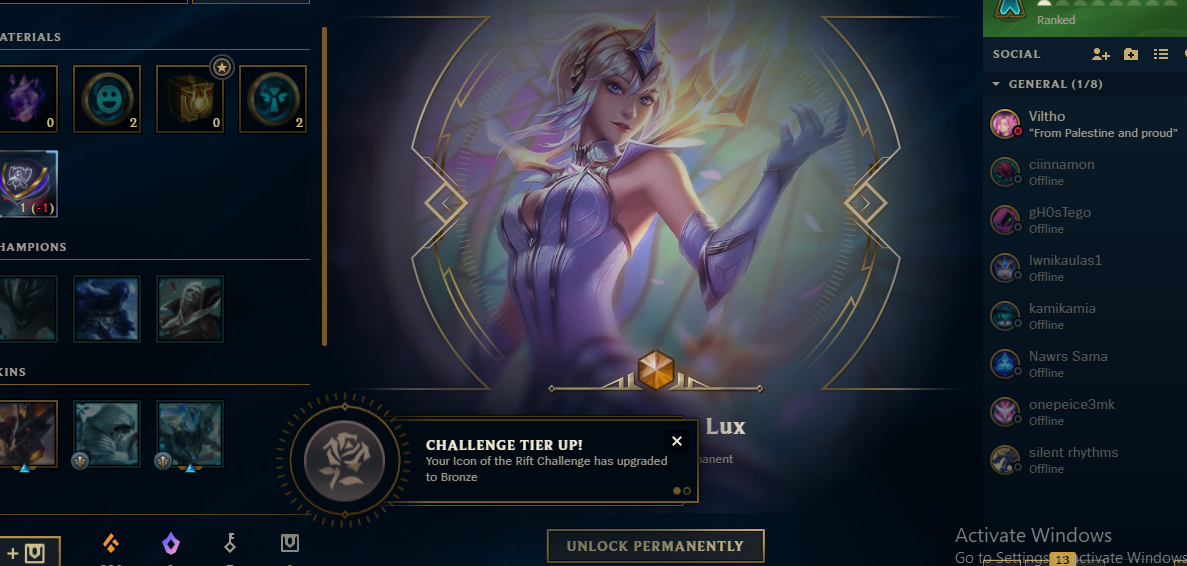 ATERIALS
0
2
0
2
1 (-1)
HAMPIONS
KINS
Lux
nanent
CHALLENGE TIER UP!
Your Icon of the Rift Challenge has upgraded
to Bronze
UNLOCK PERMANENTLY
Ranked
SOCIAL
GENERAL (1/8)
Viltho
“From Palestine and proud”
ciinnamon
Offline
gH0sTego
Offline
lwnikaulas1
Offline
kamikamia
Offline
Nawrs Sama
Offline
onepeice3mk
Offline
silent rhythms
Offline
Activate Windows
Go to Settings to activate Windows
13